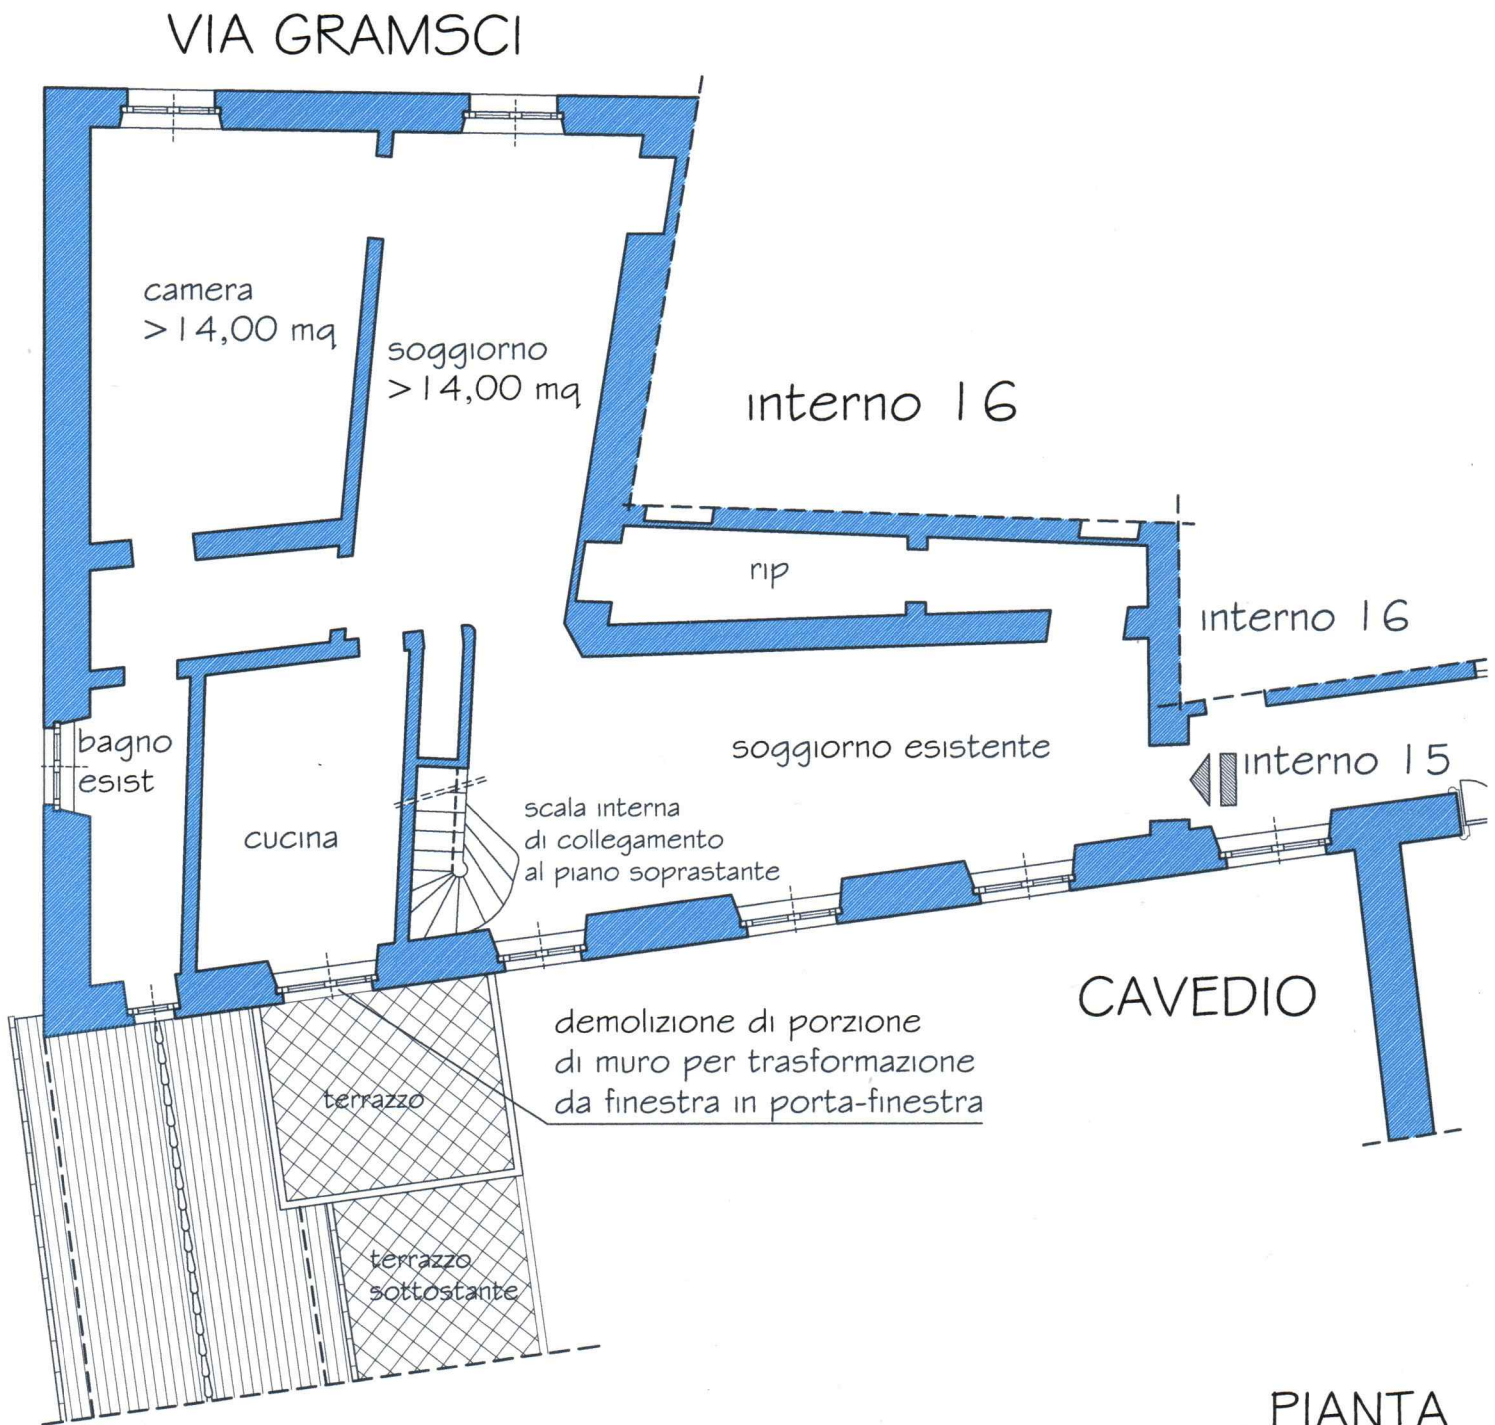 VIA GRAMSCI
camera
>14,00 mq
soggiorno
>14,00 mq
interno 16
rip
interno 16
bagno
esist
soggiorno esistente
interno 15
cucina
scala interna
di collegamento
al piano soprastante
CAVEDIO
demolizione di porzione
di muro per trasformazione
da finestra in porta-finestra
terrazzo
terrazzo
sottostante
PIANTA